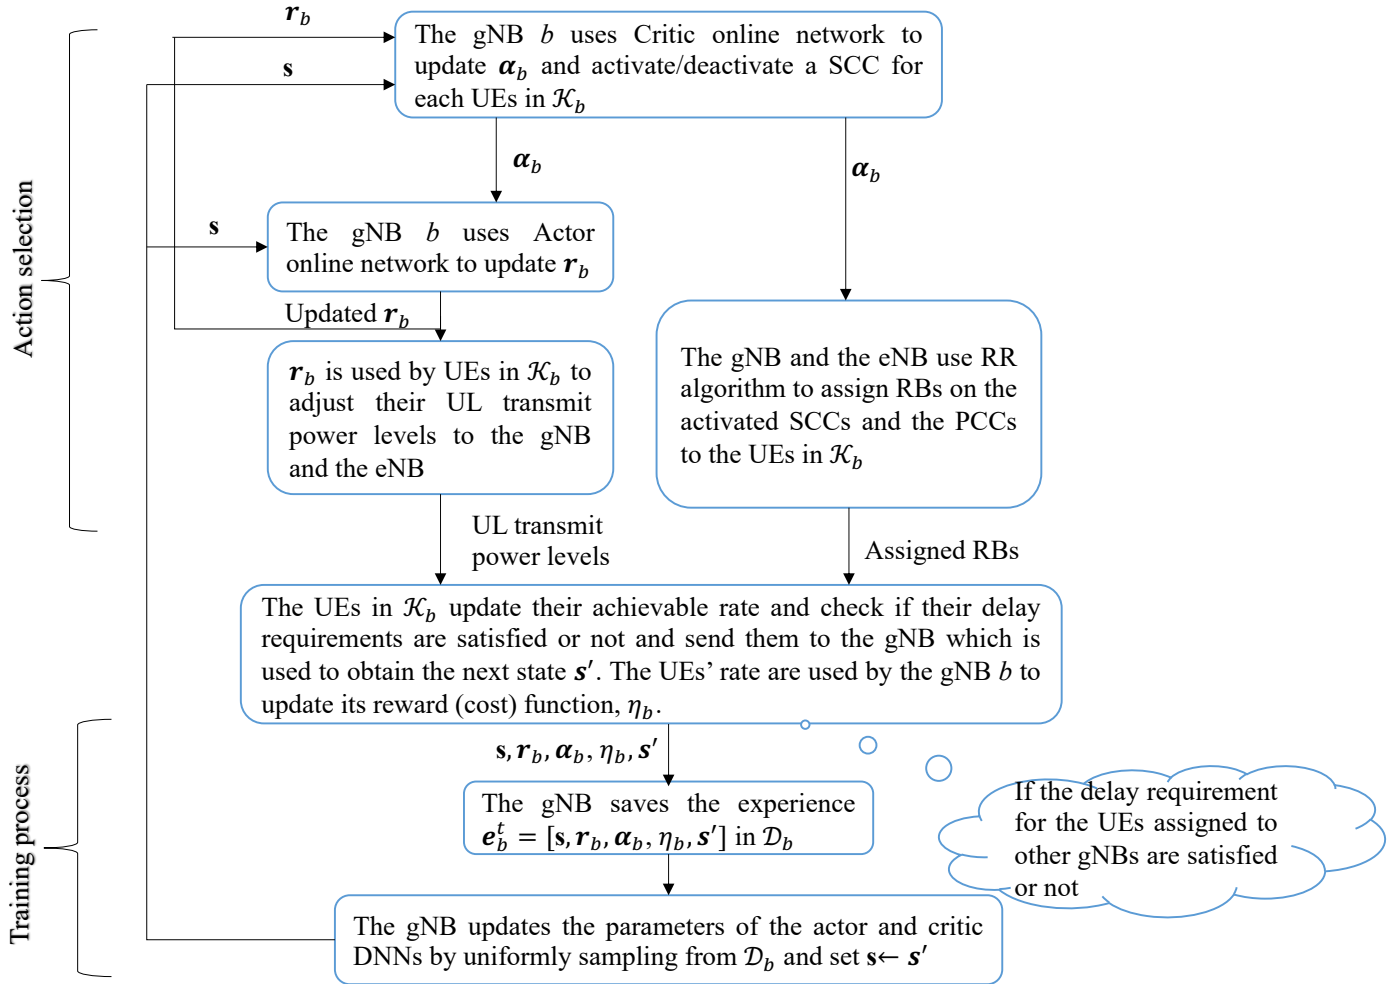 𝒓_b
The gNB b uses Critic online network to
update 𝜶_b and activate/deactivate a SCC for
each UEs in 𝒦_b
s
𝜶_b
𝜶_b
Action selection
s
The gNB b uses Actor
online network to update 𝒓_b
Updated 𝒓_b
𝒓_b is used by UEs in 𝒦_b to
adjust their UL transmit
power levels to the gNB
and the eNB
The gNB and the eNB use RR
algorithm to assign RBs on the
activated SCCs and the PCCs
to the UEs in 𝒦_b
UL transmit
power levels
Assigned RBs
The UEs in 𝒦_b update their achievable rate and check if their delay
requirements are satisfied or not and send them to the gNB which is
used to obtain the next state 𝒔′. The UEs’ rate are used by the gNB b to
update its reward (cost) function, η_b.
Training process
s, 𝒓_b, 𝜶_b, η_b, 𝒔′
The gNB saves the experience
𝒆_b^t = [s, 𝒓_b, 𝜶_b, η_b, 𝒔′] in 𝒟_b
If the delay requirement
for the UEs assigned to
other gNBs are satisfied
or not
The gNB updates the parameters of the actor and critic
DNNs by uniformly sampling from 𝒟_b and set s← 𝒔′